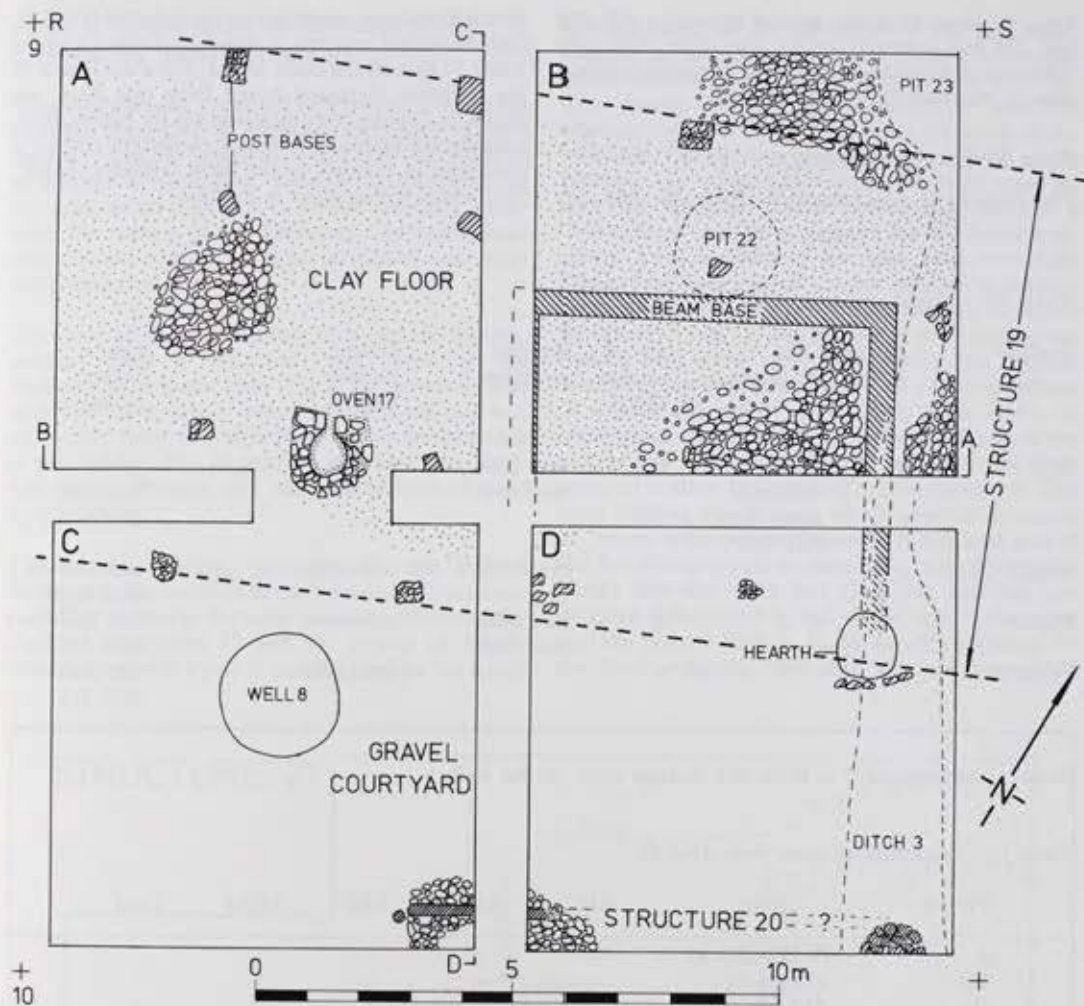 +R
9
C
+S
A
B
PIT 23
POST BASES
PIT 22
CLAY FLOOR
BEAM BASE
STRUCTURE 19
OVEN 17
B
A
C
D
HEARTH
WELL 8
GRAVEL
COURTYARD
N
DITCH 3
STRUCTURE 20--?
D
+
10
0
5
10m
+